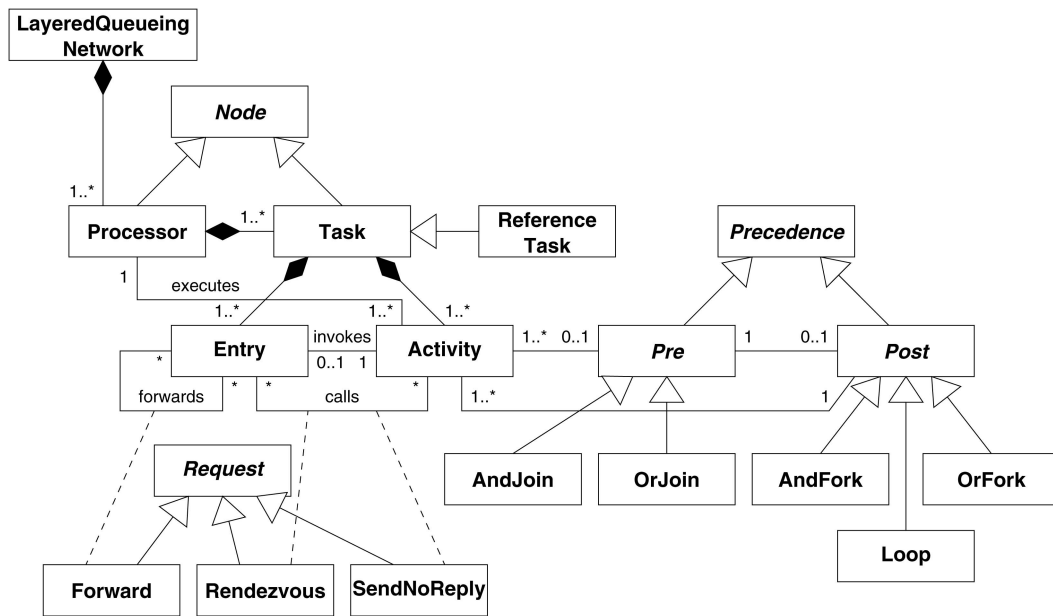 LayeredQueueing
Network
Node
1..*
1..*
Processor
Task
Reference
Task
Precedence
1
executes
1..*
1..*
1..*
Entry
invokes
Activity
1..*
0..1
Pre
1
0..1
Post
*
0..1
1
*
*
*
forwards
calls
1..*
1
Request
AndJoin
OrJoin
AndFork
OrFork
Loop
Forward
Rendezvous
SendNoReply